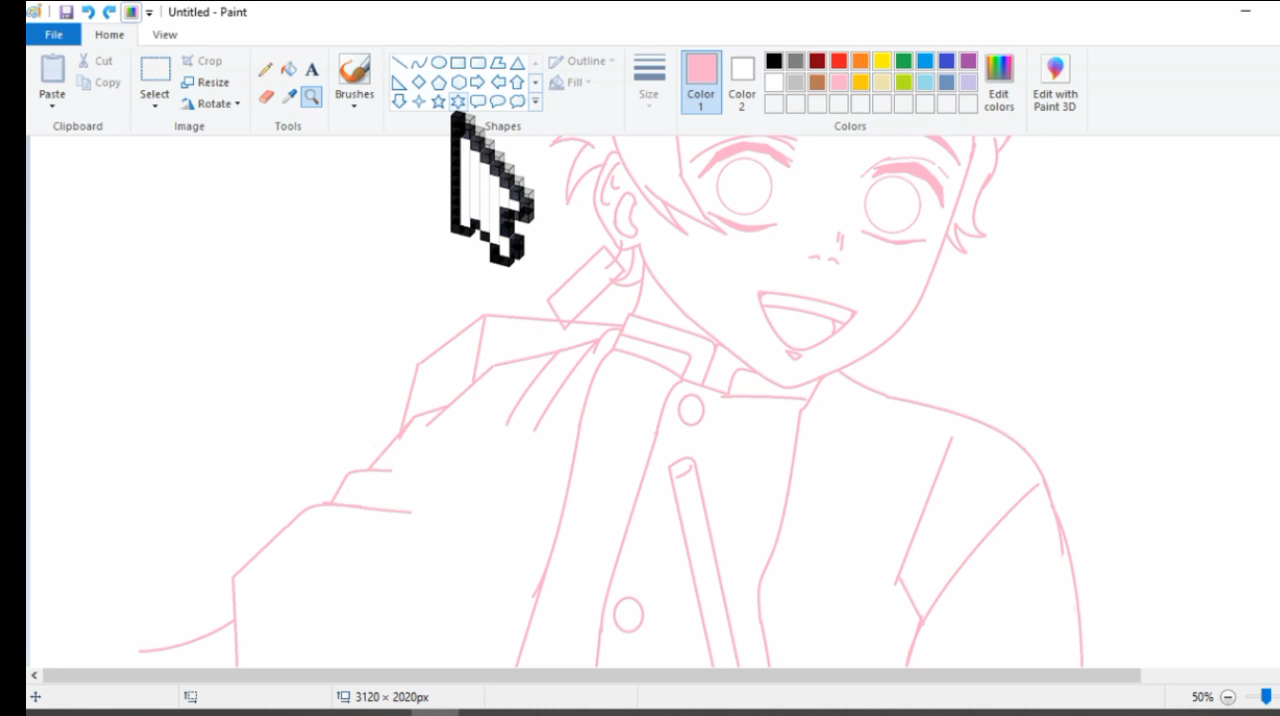 Untitled - Paint
File Home View
Paste Cut Copy
Clipboard
Select Crop Resize Rotate
Image
A
Tools
Brushes
Outline Fill
Shapes
Size
Color 1
Color 2
Edit colors
Colors
Edit with Paint 3D
3120 × 2020px
50%